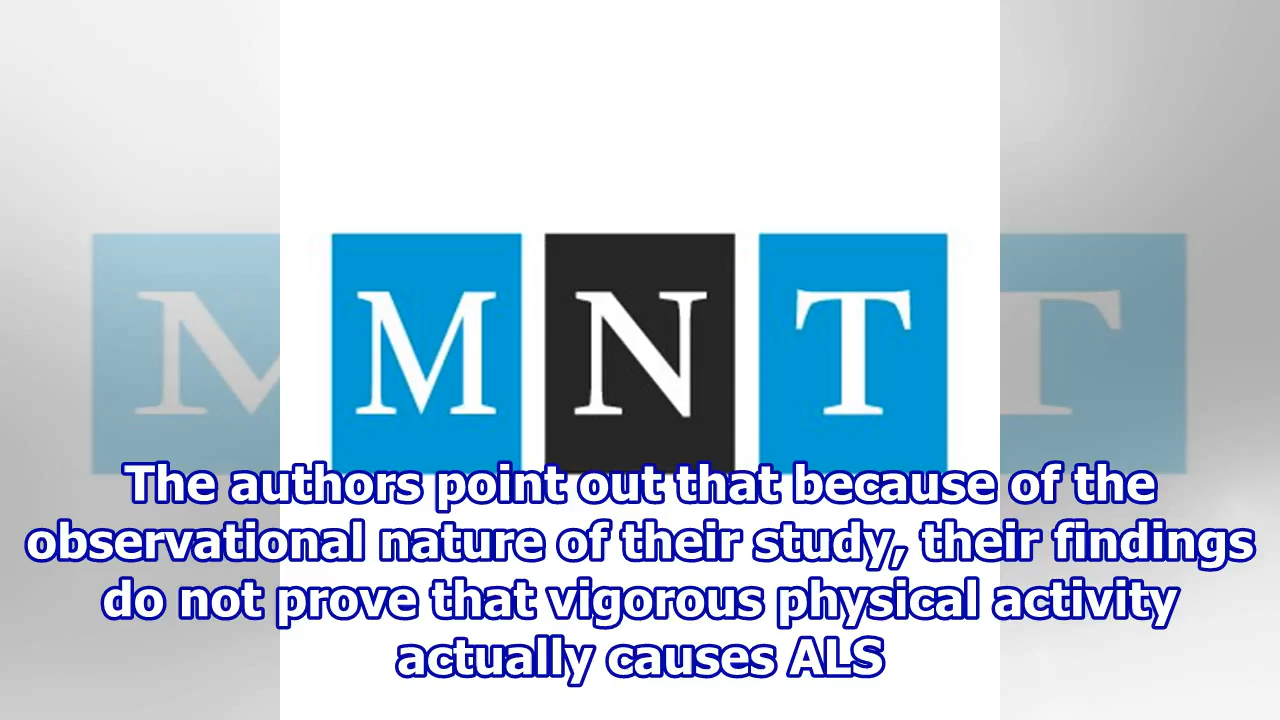 M N T
The authors point out that because of the
observational nature of their study, their findings
do not prove that vigorous physical activity
actually causes ALS